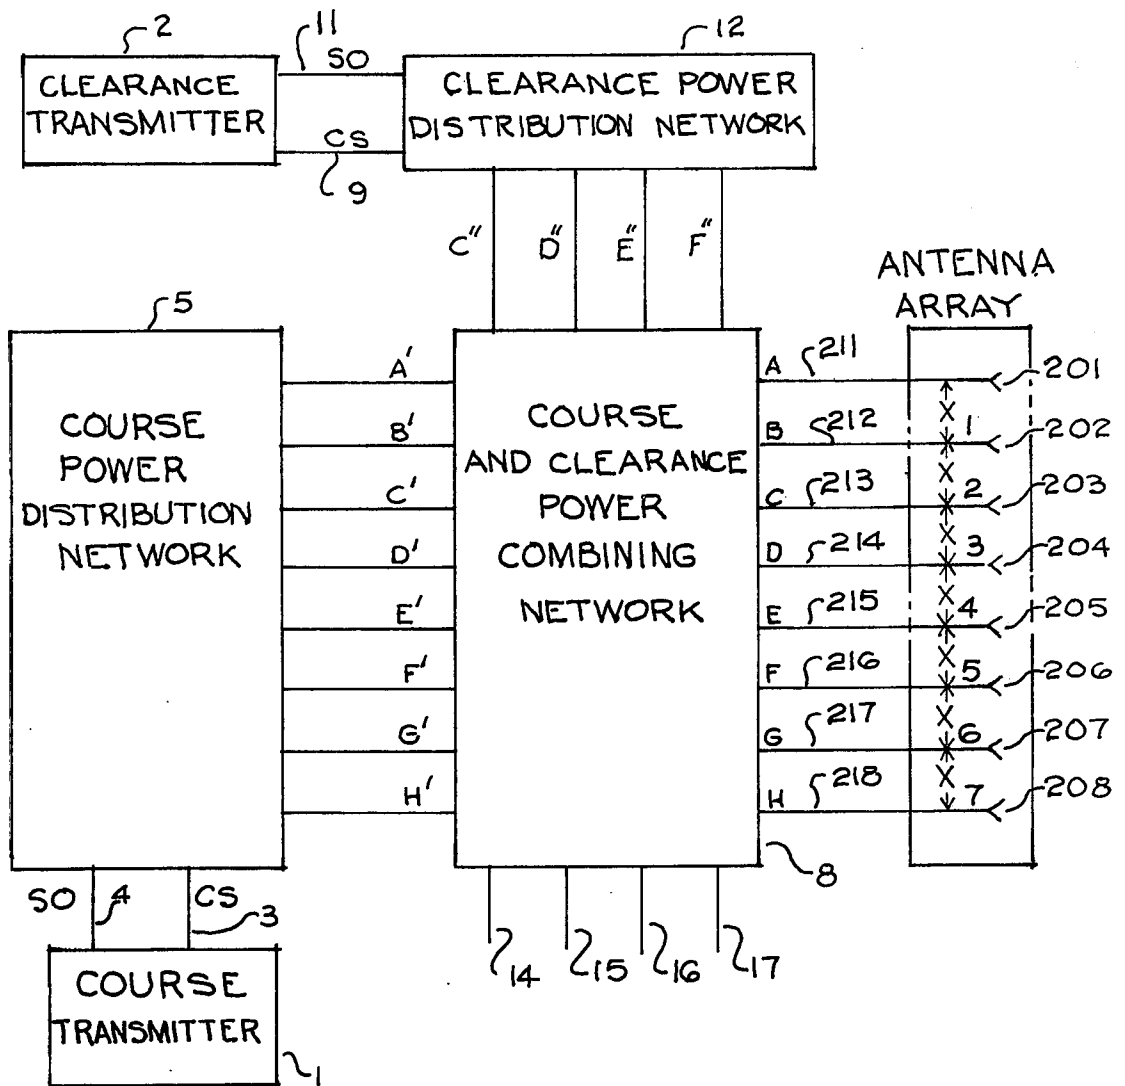 2
11
SO
12
CLEARANCE
TRANSMITTER
CLEARANCE POWER
DISTRIBUTION NETWORK
CS
9
C"
D"
E"
F"
ANTENNA
ARRAY
5
COURSE
POWER
DISTRIBUTION
NETWORK
A'
B'
C'
D'
E'
F'
G'
H'
COURSE
AND CLEARANCE
POWER
COMBINING
NETWORK
A
211
B
212
C
213
D
214
E
215
F
216
G
217
H
218
X 1
X 2
X 3
X 4
X 5
X 6
X 7
201
202
203
204
205
206
207
208
8
SO
4
CS
3
14
15
16
17
COURSE
TRANSMITTER
1